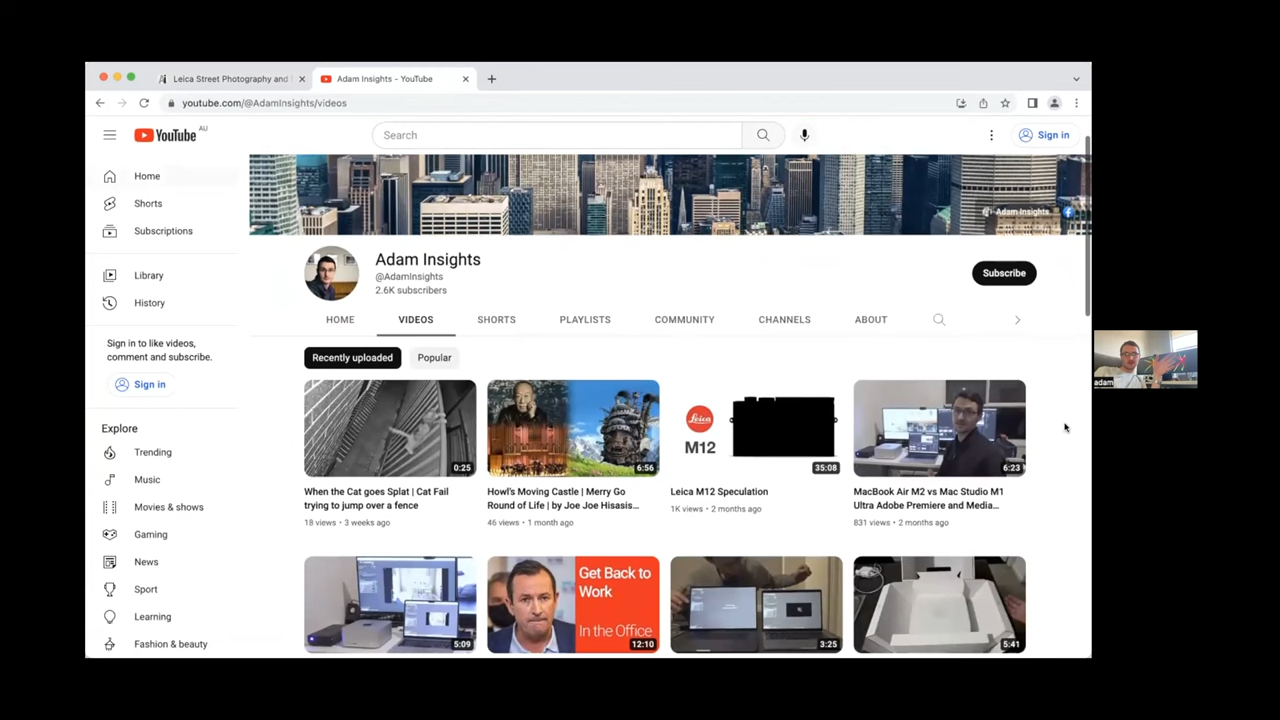 Leica Street Photography and
Adam Insights - YouTube
youtube.com/@AdamInsights/videos
YouTube AU
Search
Sign in
Home
Shorts
Subscriptions
Library
History
Sign in to like videos,
comment and subscribe.
Sign in
Explore
Trending
Music
Movies & shows
Gaming
News
Sport
Learning
Fashion & beauty
Adam Insights
Adam Insights
@AdamInsights
2.6K subscribers
Subscribe
HOME
VIDEOS
SHORTS
PLAYLISTS
COMMUNITY
CHANNELS
ABOUT
Recently uploaded
Popular
0:25
When the Cat goes Splat | Cat Fail
trying to jump over a fence
18 views • 3 weeks ago
6:56
Howl's Moving Castle | Merry Go
Round of Life | by Joe Joe Hisasis...
46 views • 1 month ago
Leica
M12
35:08
Leica M12 Speculation
1K views • 2 months ago
6:23
MacBook Air M2 vs Mac Studio M1
Ultra Adobe Premiere and Media...
831 views • 2 months ago
5:09
Get Back to
Work
In the Office
12:10
3:25
5:41
adam